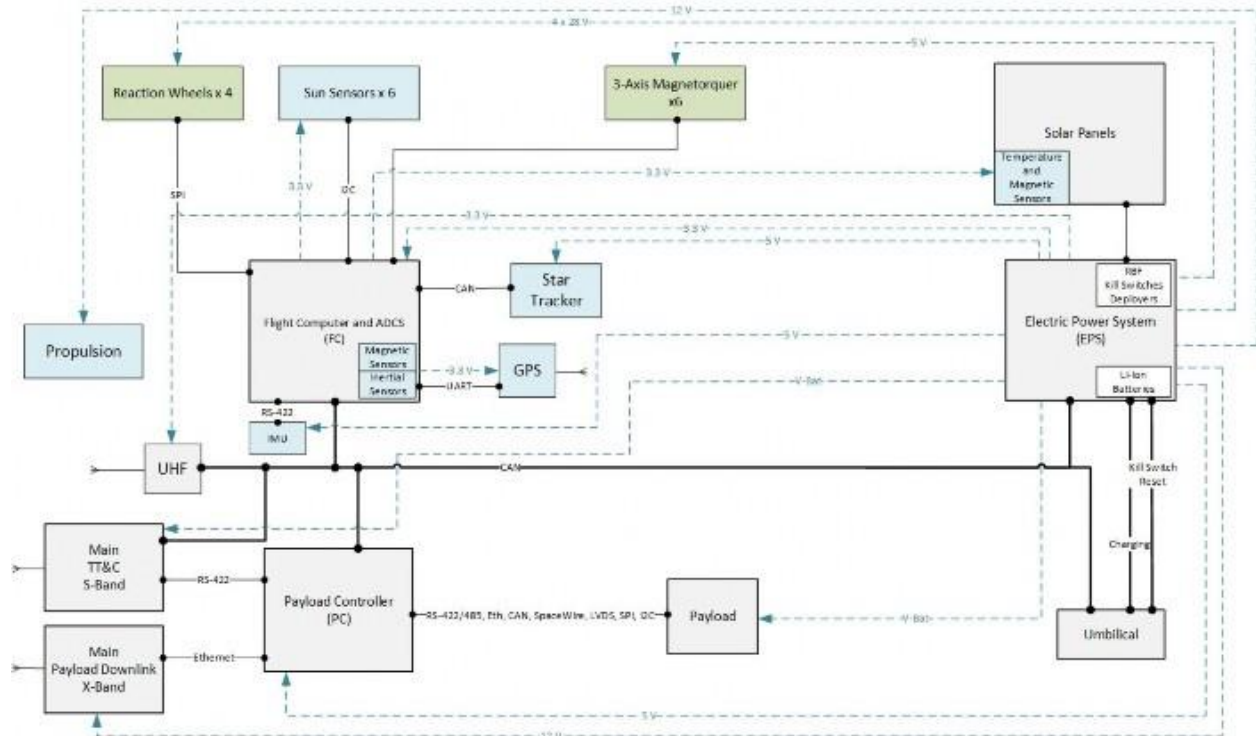 12 V
4 x 28 V
5 V
Reaction Wheels x 4
Sun Sensors x 6
3-Axis Magnetorquer
x6
Solar Panels
Temperature
and
Magnetic
Sensors
3.3 V
SPI
3.3 V
I2C
3.3 V
3.3 V
5 V
Star
Tracker
CAN
RBF
Kill Switches
Deployers
Flight Computer and ADCS
(FC)
Electric Power System
(EPS)
Propulsion
5 V
Magnetic
Sensors
Inertial
Sensors
3.3 V
GPS
UART
V-Bat
Li-Ion
Batteries
RS-422
IMU
UHF
CAN
Kill Switch
Reset
Main
TT&C
S-Band
Charging
RS-422
Payload Controller
(PC)
RS-422/485, Eth, CAN, SpaceWire, LVDS, SPI, I2C
Payload
V-Bat
Umbilical
Main
Payload Downlink
X-Band
Ethernet
5 V
12 V